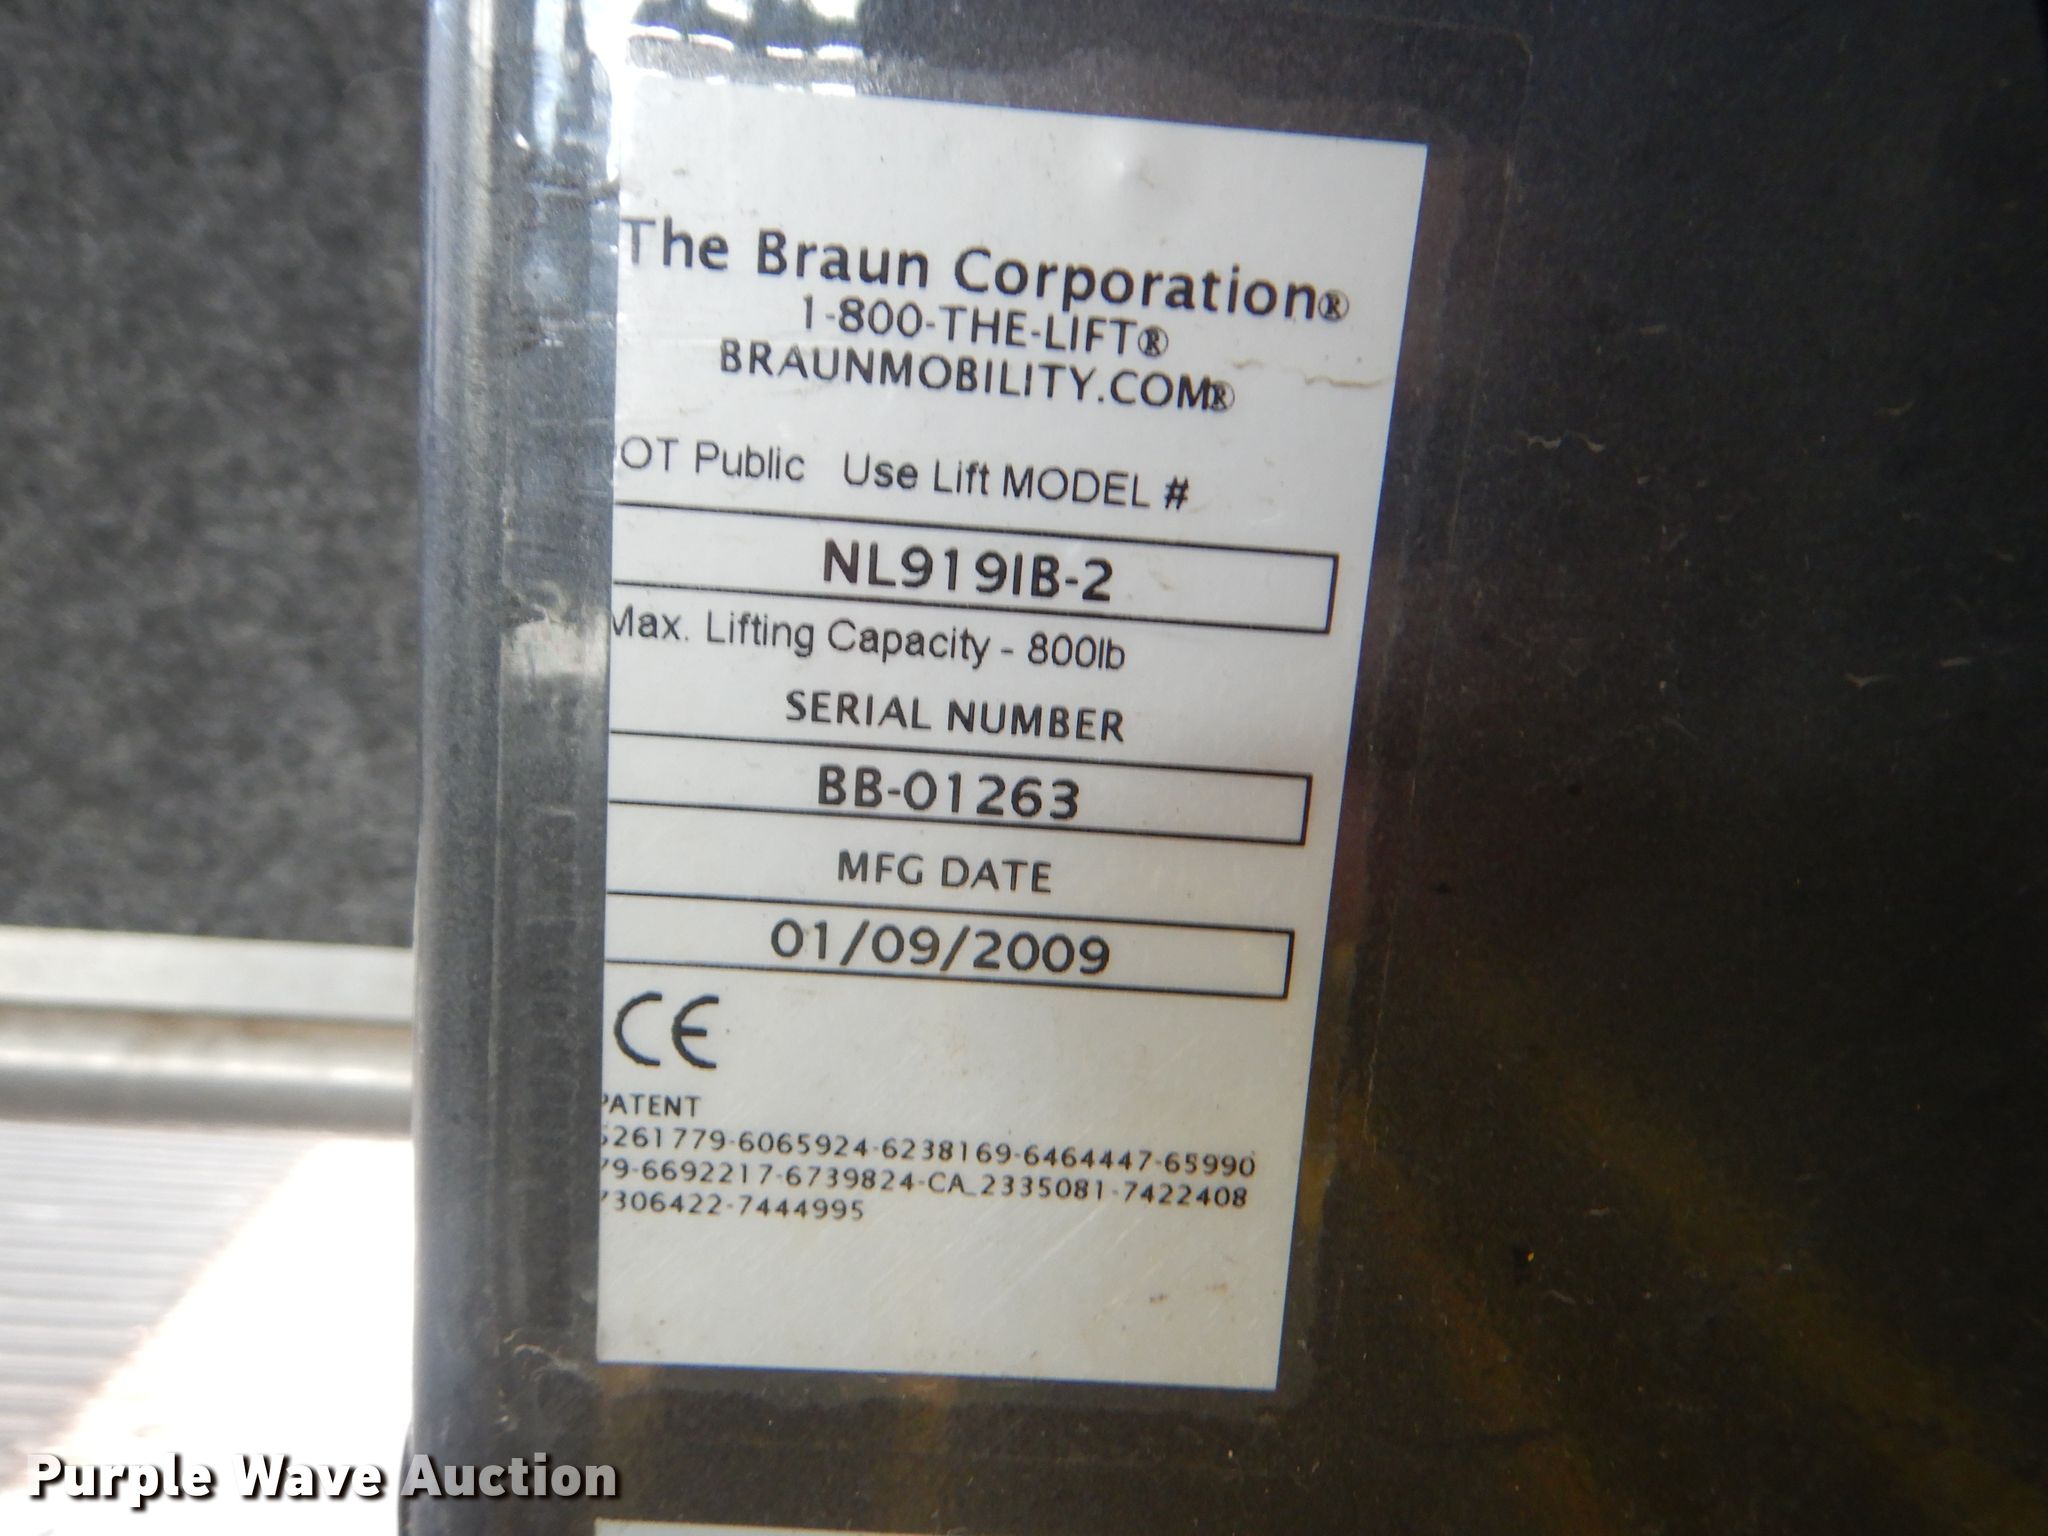 The Braun Corporation®
1-800-THE-LIFT®
BRAUNMOBILITY.COM®
OT Public Use Lift MODEL #
NL919IB-2
Max. Lifting Capacity - 800lb
SERIAL NUMBER
BB-01263
MFG DATE
01/09/2009
CE
PATENT
5261779-6065924-6238169-6464447-65990
79-6692217-6739824-CA_2335081-7422408
7306422-7444995
Purple Wave Auction